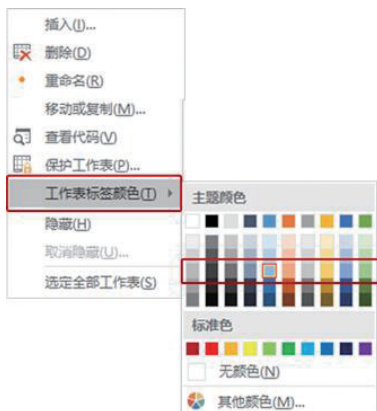 插入(I)...
删除(D)
重命名(R)
移动或复制(M)...
查看代码(V)
保护工作表(P)...
工作表标签颜色(T)
隐藏(H)
取消隐藏(U)...
选定全部工作表(S)
主题颜色
标准色
无颜色(N)
其他颜色(M)...